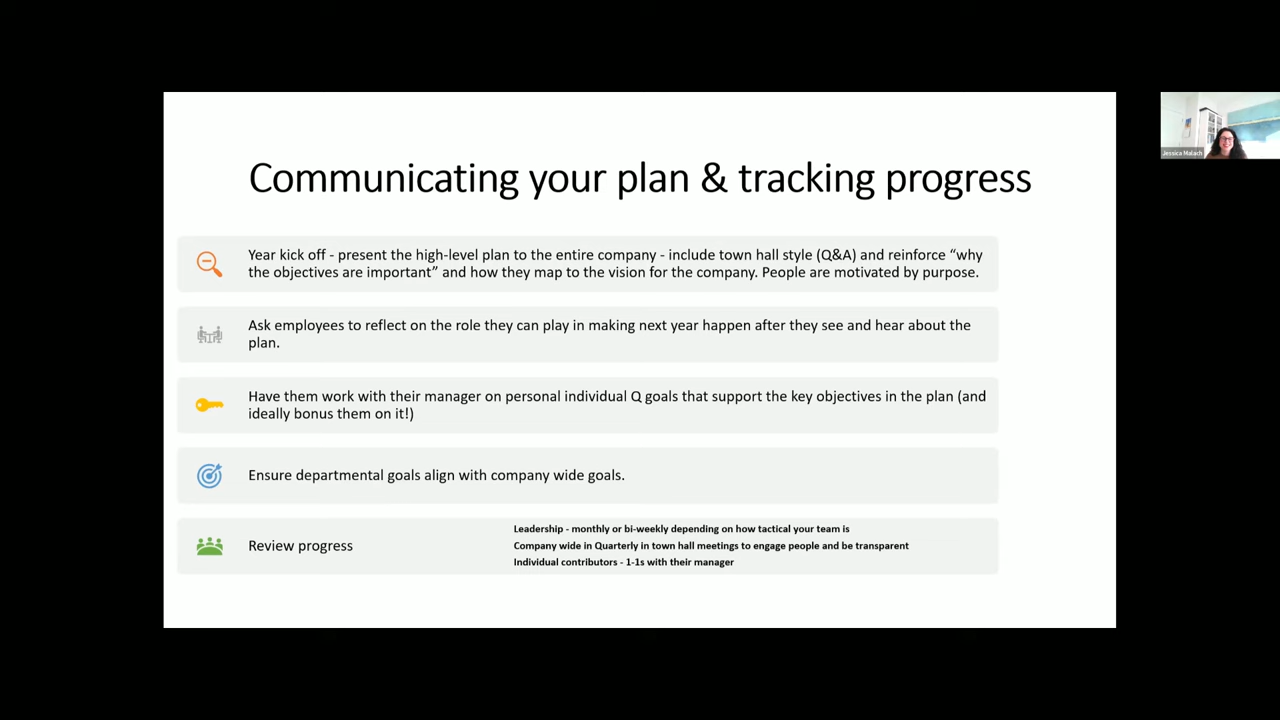 Communicating your plan & tracking progress
Year kick off - present the high-level plan to the entire company - include town hall style (Q&A) and reinforce “why
the objectives are important” and how they map to the vision for the company. People are motivated by purpose.
Ask employees to reflect on the role they can play in making next year happen after they see and hear about the
plan.
Have them work with their manager on personal individual Q goals that support the key objectives in the plan (and
ideally bonus them on it!)
Ensure departmental goals align with company wide goals.
Review progress
Leadership - monthly or bi-weekly depending on how tactical your team is
Company wide in Quarterly in town hall meetings to engage people and be transparent
Individual contributors - 1-1s with their manager
Jessica Malach